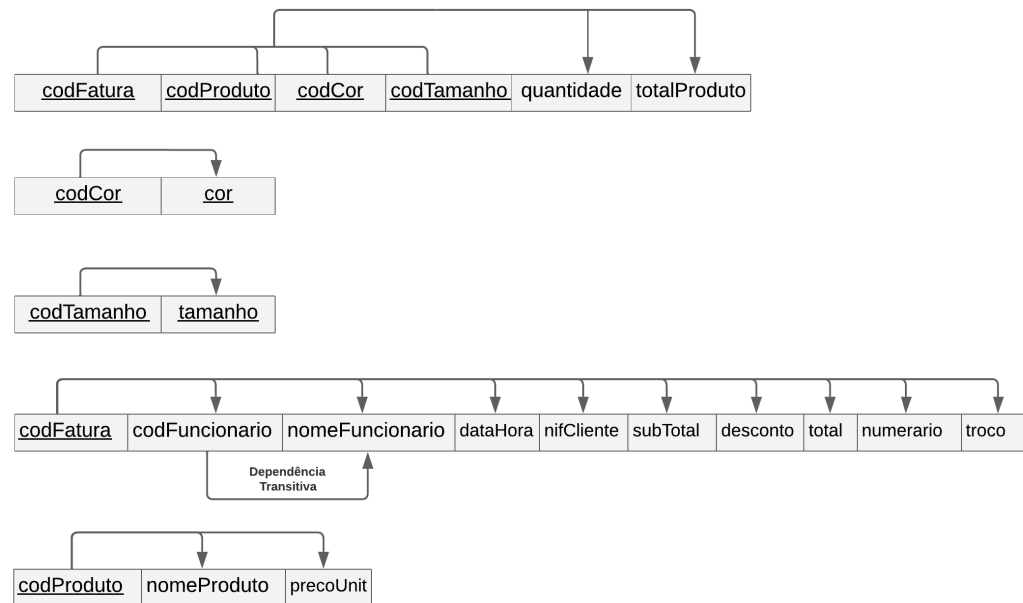 codFatura codProduto codCor codTamanho quantidade totalProduto
codCor cor
codTamanho tamanho
codFatura codFuncionario nomeFuncionario dataHora nifCliente subTotal desconto total numerario troco
Dependência
Transitiva
codProduto nomeProduto precoUnit